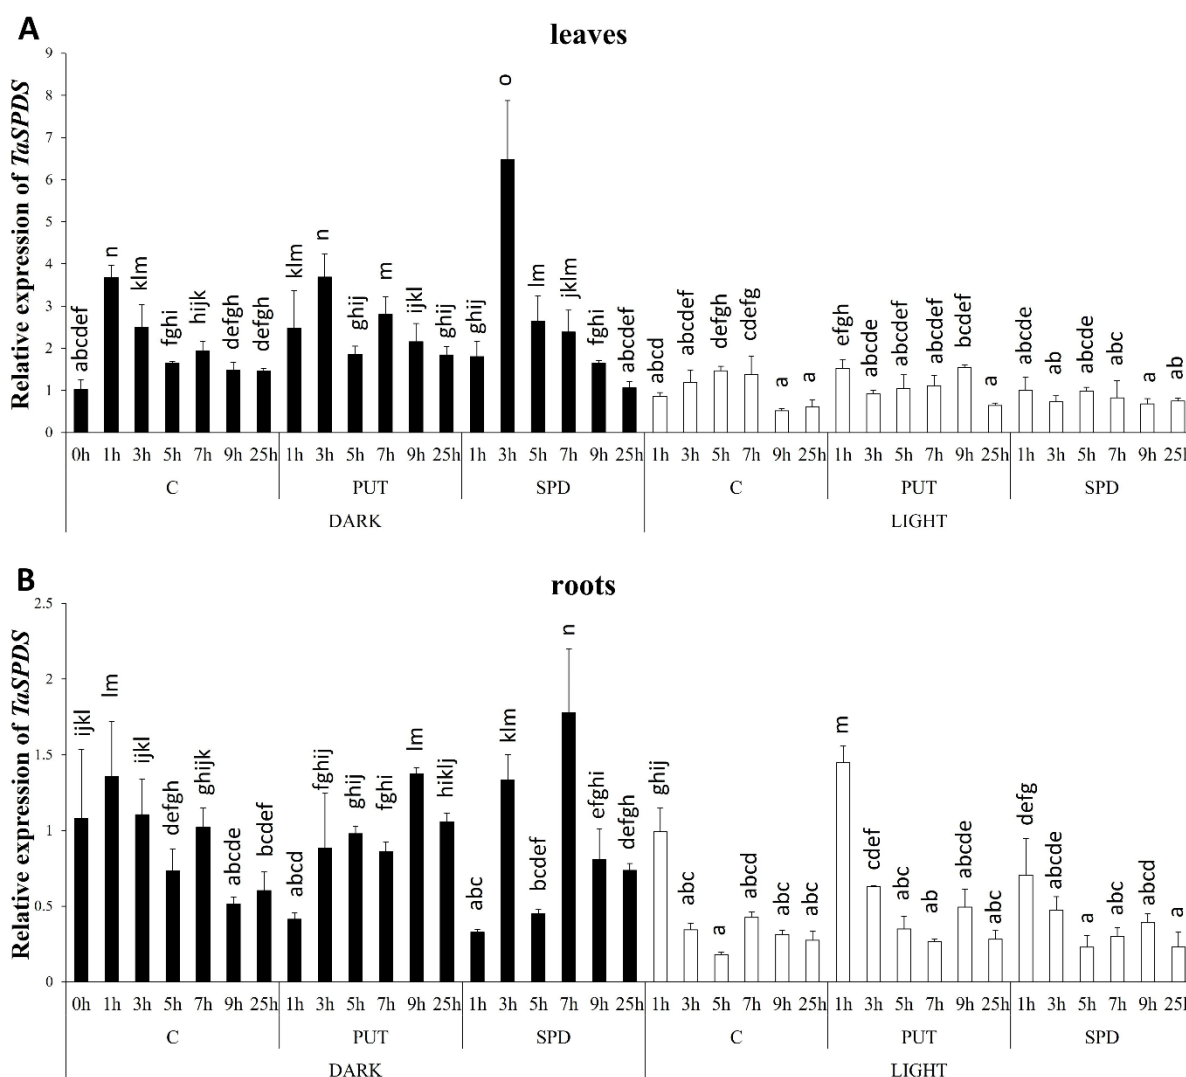 A
leaves
Relative expression of TaSPDS
9
8
7
6
5
4
3
2
1
0
abcdef
n
klm
fghi
hijk
defgh
defgh
klm
n
ghij
m
ijkl
ghij
ghij
o
lm
jklm
fghi
abcdef
abcd
abcdef
defgh
cdefg
a
a
efgh
abcde
abcdef
abcdef
bcdef
a
abcde
ab
abcde
abc
a
ab
0h 1h 3h 5h 7h 9h 25h 1h 3h 5h 7h 9h 25h 1h 3h 5h 7h 9h 25h 1h 3h 5h 7h 9h 25h 1h 3h 5h 7h 9h 25h 1h 3h 5h 7h 9h 25h
C PUT SPD C PUT SPD
DARK LIGHT
B
roots
Relative expression of TaSPDS
2.5
2
1.5
1
0.5
0
ijkl
lm
ijkl
defgh
ghijk
abcde
bcdef
abcd
fghij
ghij
fghi
lm
hiklj
abc
klm
bcdef
n
efghi
defgh
ghij
abc
a
abcd
abc
abc
m
cdef
abc
ab
abcde
abc
defg
abcde
a
abc
abcd
a
0h 1h 3h 5h 7h 9h 25h 1h 3h 5h 7h 9h 25h 1h 3h 5h 7h 9h 25h 1h 3h 5h 7h 9h 25h 1h 3h 5h 7h 9h 25h 1h 3h 5h 7h 9h 25h
C PUT SPD C PUT SPD
DARK LIGHT